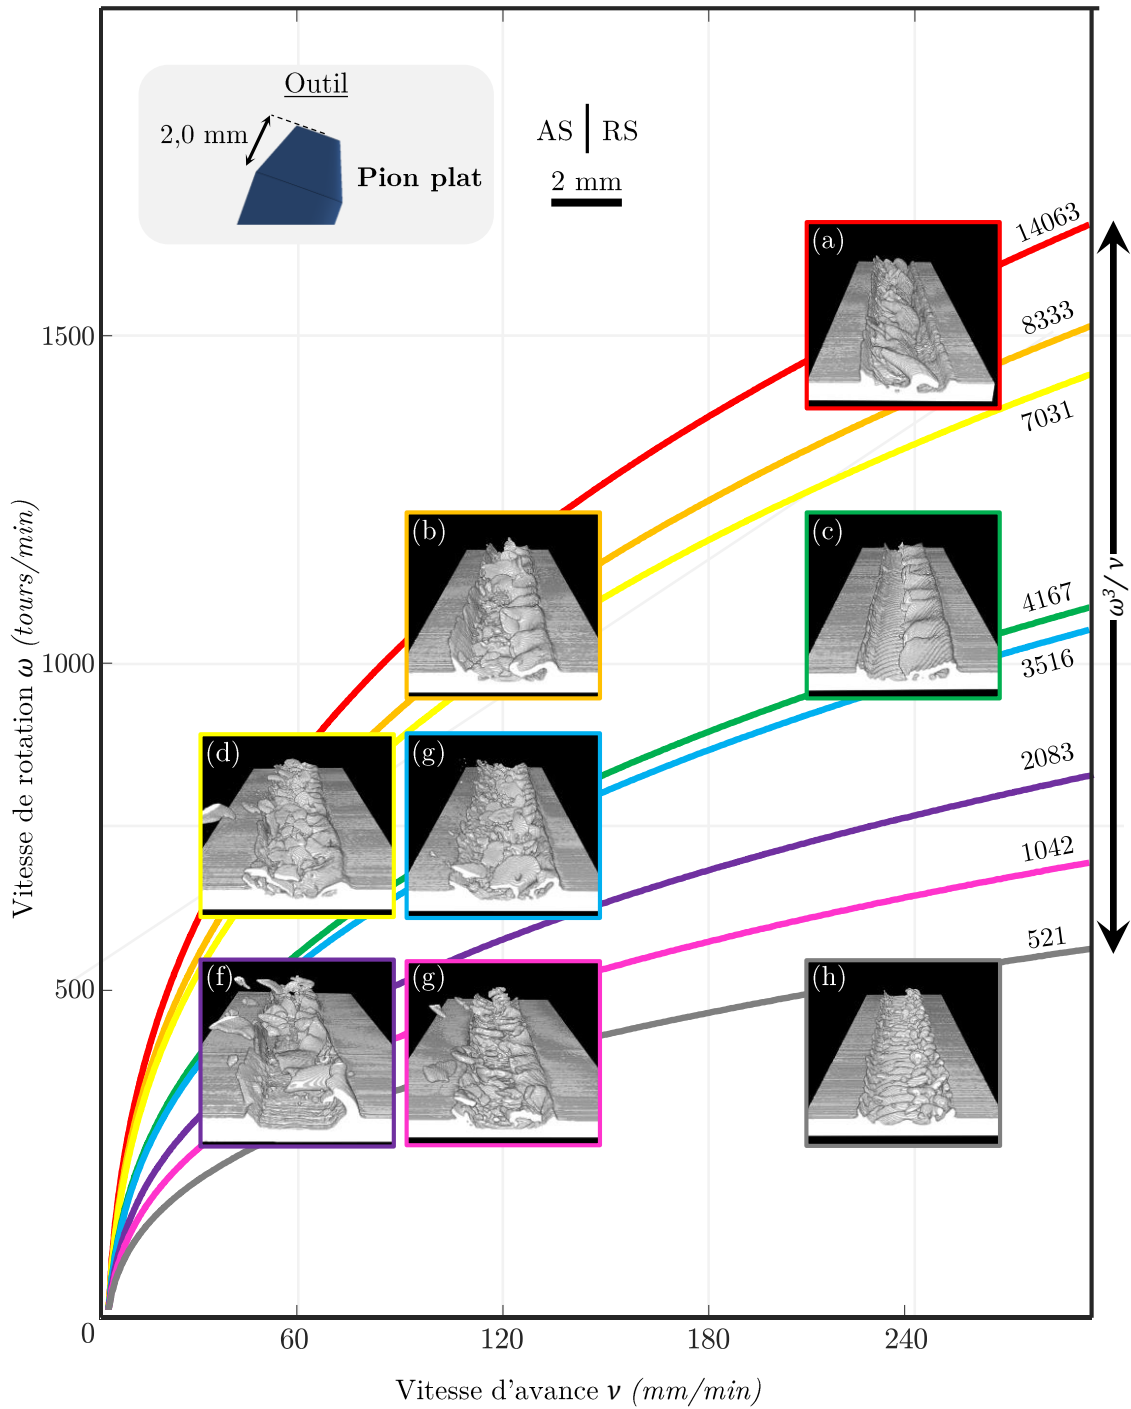 Outil
2,0 mm
Pion plat
AS | RS
2 mm
14063
(a)
8333
1500
7031
(b)
(c)
4167
ω³/ ν
3516
1000
(d)
(g)
2083
1042
521
(f)
(g)
(h)
500
Vitesse de rotation ω (tours/min)
0
60
120
180
240
Vitesse d'avance ν (mm/min)